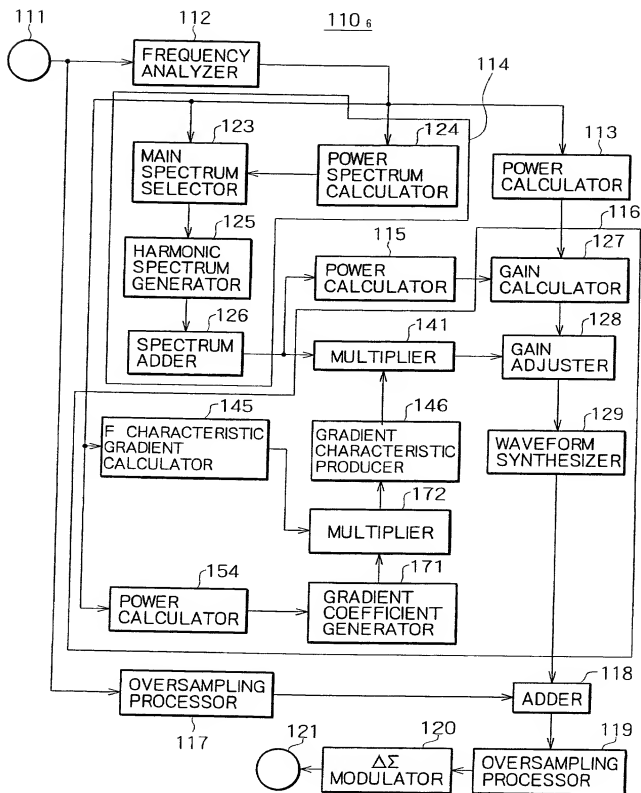 111
112
110 6
FREQUENCY
ANALYZER
114
123
124
113
MAIN
SPECTRUM
SELECTOR
POWER
SPECTRUM
CALCULATOR
POWER
CALCULATOR
116
125
115
127
HARMONIC
SPECTRUM
GENERATOR
POWER
CALCULATOR
GAIN
CALCULATOR
126
141
128
SPECTRUM
ADDER
MULTIPLIER
GAIN
ADJUSTER
145
146
129
F CHARACTERISTIC
GRADIENT
CALCULATOR
GRADIENT
CHARACTERISTIC
PRODUCER
WAVEFORM
SYNTHESIZER
172
MULTIPLIER
154
171
POWER
CALCULATOR
GRADIENT
COEFFICIENT
GENERATOR
118
OVERSAMPLING
PROCESSOR
ADDER
117
121
120
119
ΔΣ
MODULATOR
OVERSAMPLING
PROCESSOR